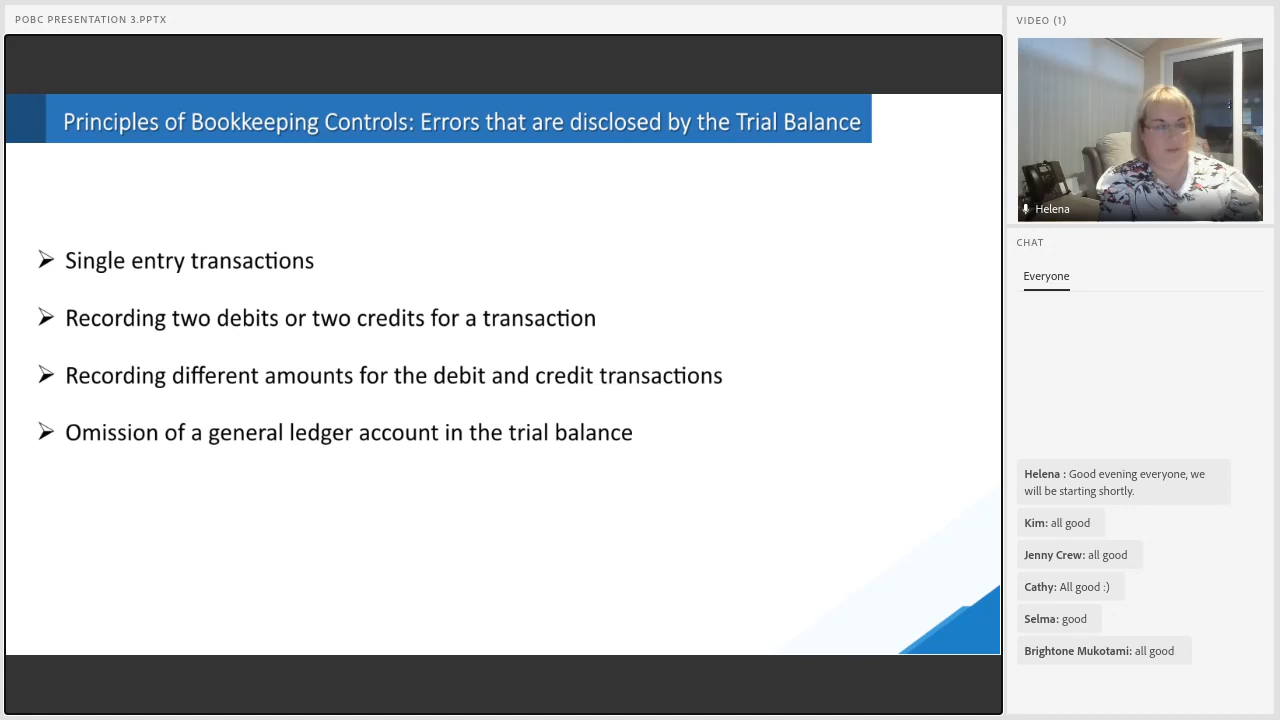 POBC PRESENTATION 3.PPTX
Principles of Bookkeeping Controls: Errors that are disclosed by the Trial Balance
Single entry transactions
Recording two debits or two credits for a transaction
Recording different amounts for the debit and credit transactions
Omission of a general ledger account in the trial balance
VIDEO (1)
Helena
CHAT
Everyone
Helena : Good evening everyone, we
will be starting shortly.
Kim: all good
Jenny Crew: all good
Cathy: All good :)
Selma: good
Brightone Mukotami: all good